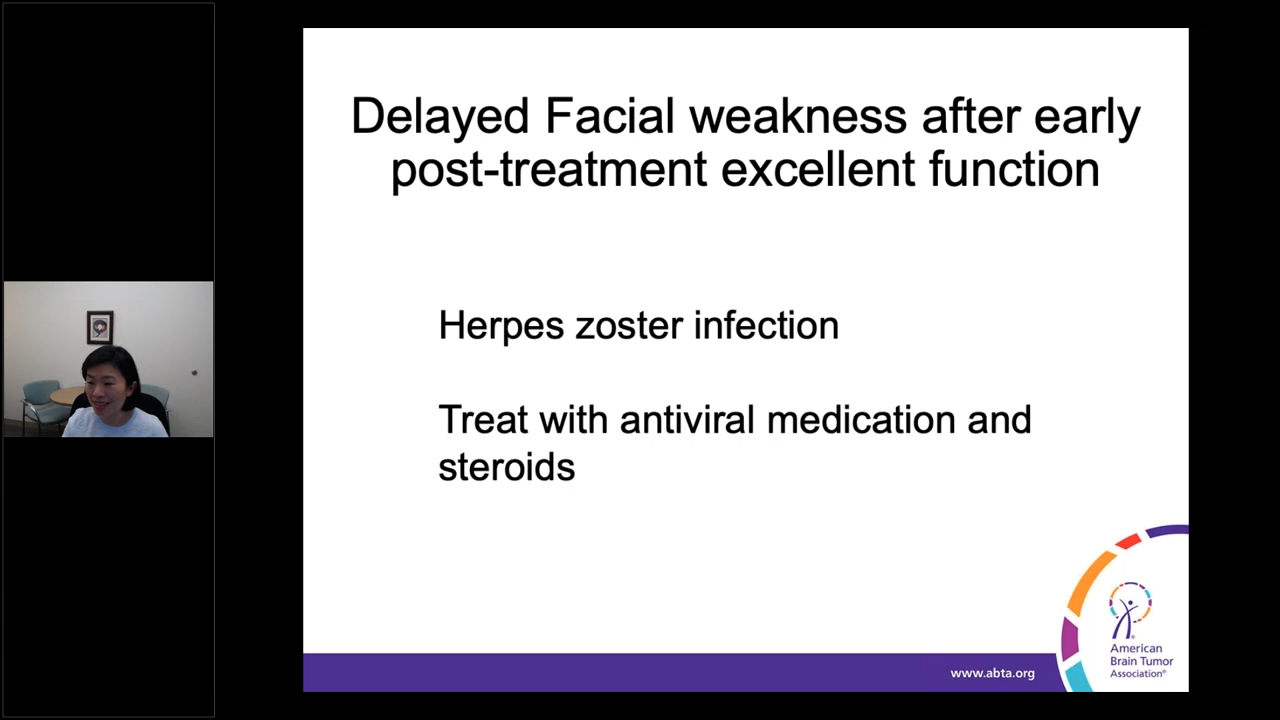 Delayed Facial weakness after early
post-treatment excellent function
Herpes zoster infection
Treat with antiviral medication and
steroids
www.abta.org
American
Brain Tumor
Association®